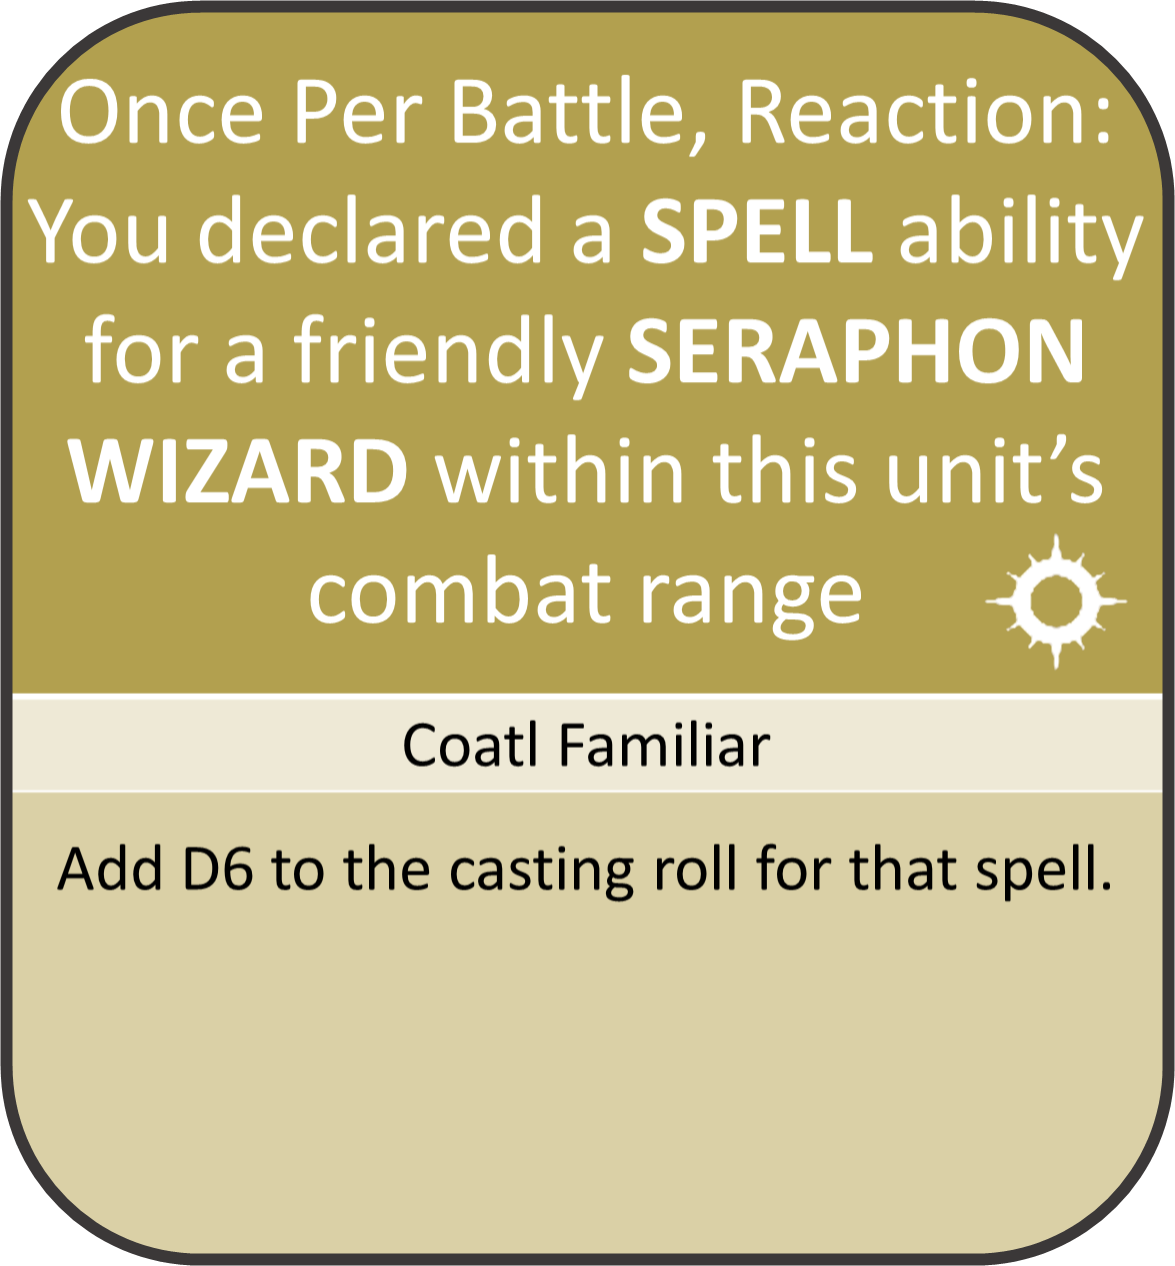 Once Per Battle, Reaction:
You declared a SPELL ability
for a friendly SERAPHON
WIZARD within this unit’s
combat range
Coatl Familiar
Add D6 to the casting roll for that spell.